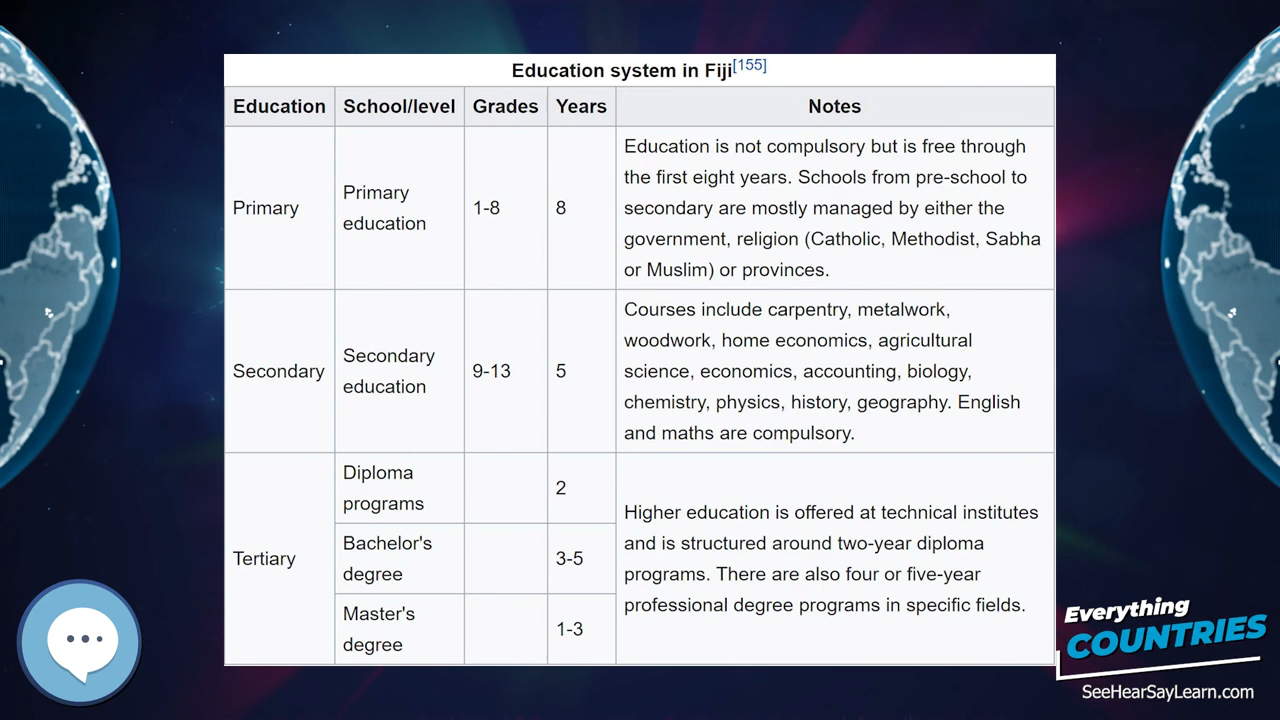 Education system in Fiji[155]
Education School/level Grades Years Notes
Primary
Primary
education
1-8
8
Education is not compulsory but is free through
the first eight years. Schools from pre-school to
secondary are mostly managed by either the
government, religion (Catholic, Methodist, Sabha
or Muslim) or provinces.
Secondary
Secondary
education
9-13
5
Courses include carpentry, metalwork,
woodwork, home economics, agricultural
science, economics, accounting, biology,
chemistry, physics, history, geography. English
and maths are compulsory.
Tertiary
Diploma
programs
2
Bachelor's
degree
3-5
Master's
degree
1-3
Higher education is offered at technical institutes
and is structured around two-year diploma
programs. There are also four or five-year
professional degree programs in specific fields.
Everything
COUNTRIES
SeeHearSayLearn.com